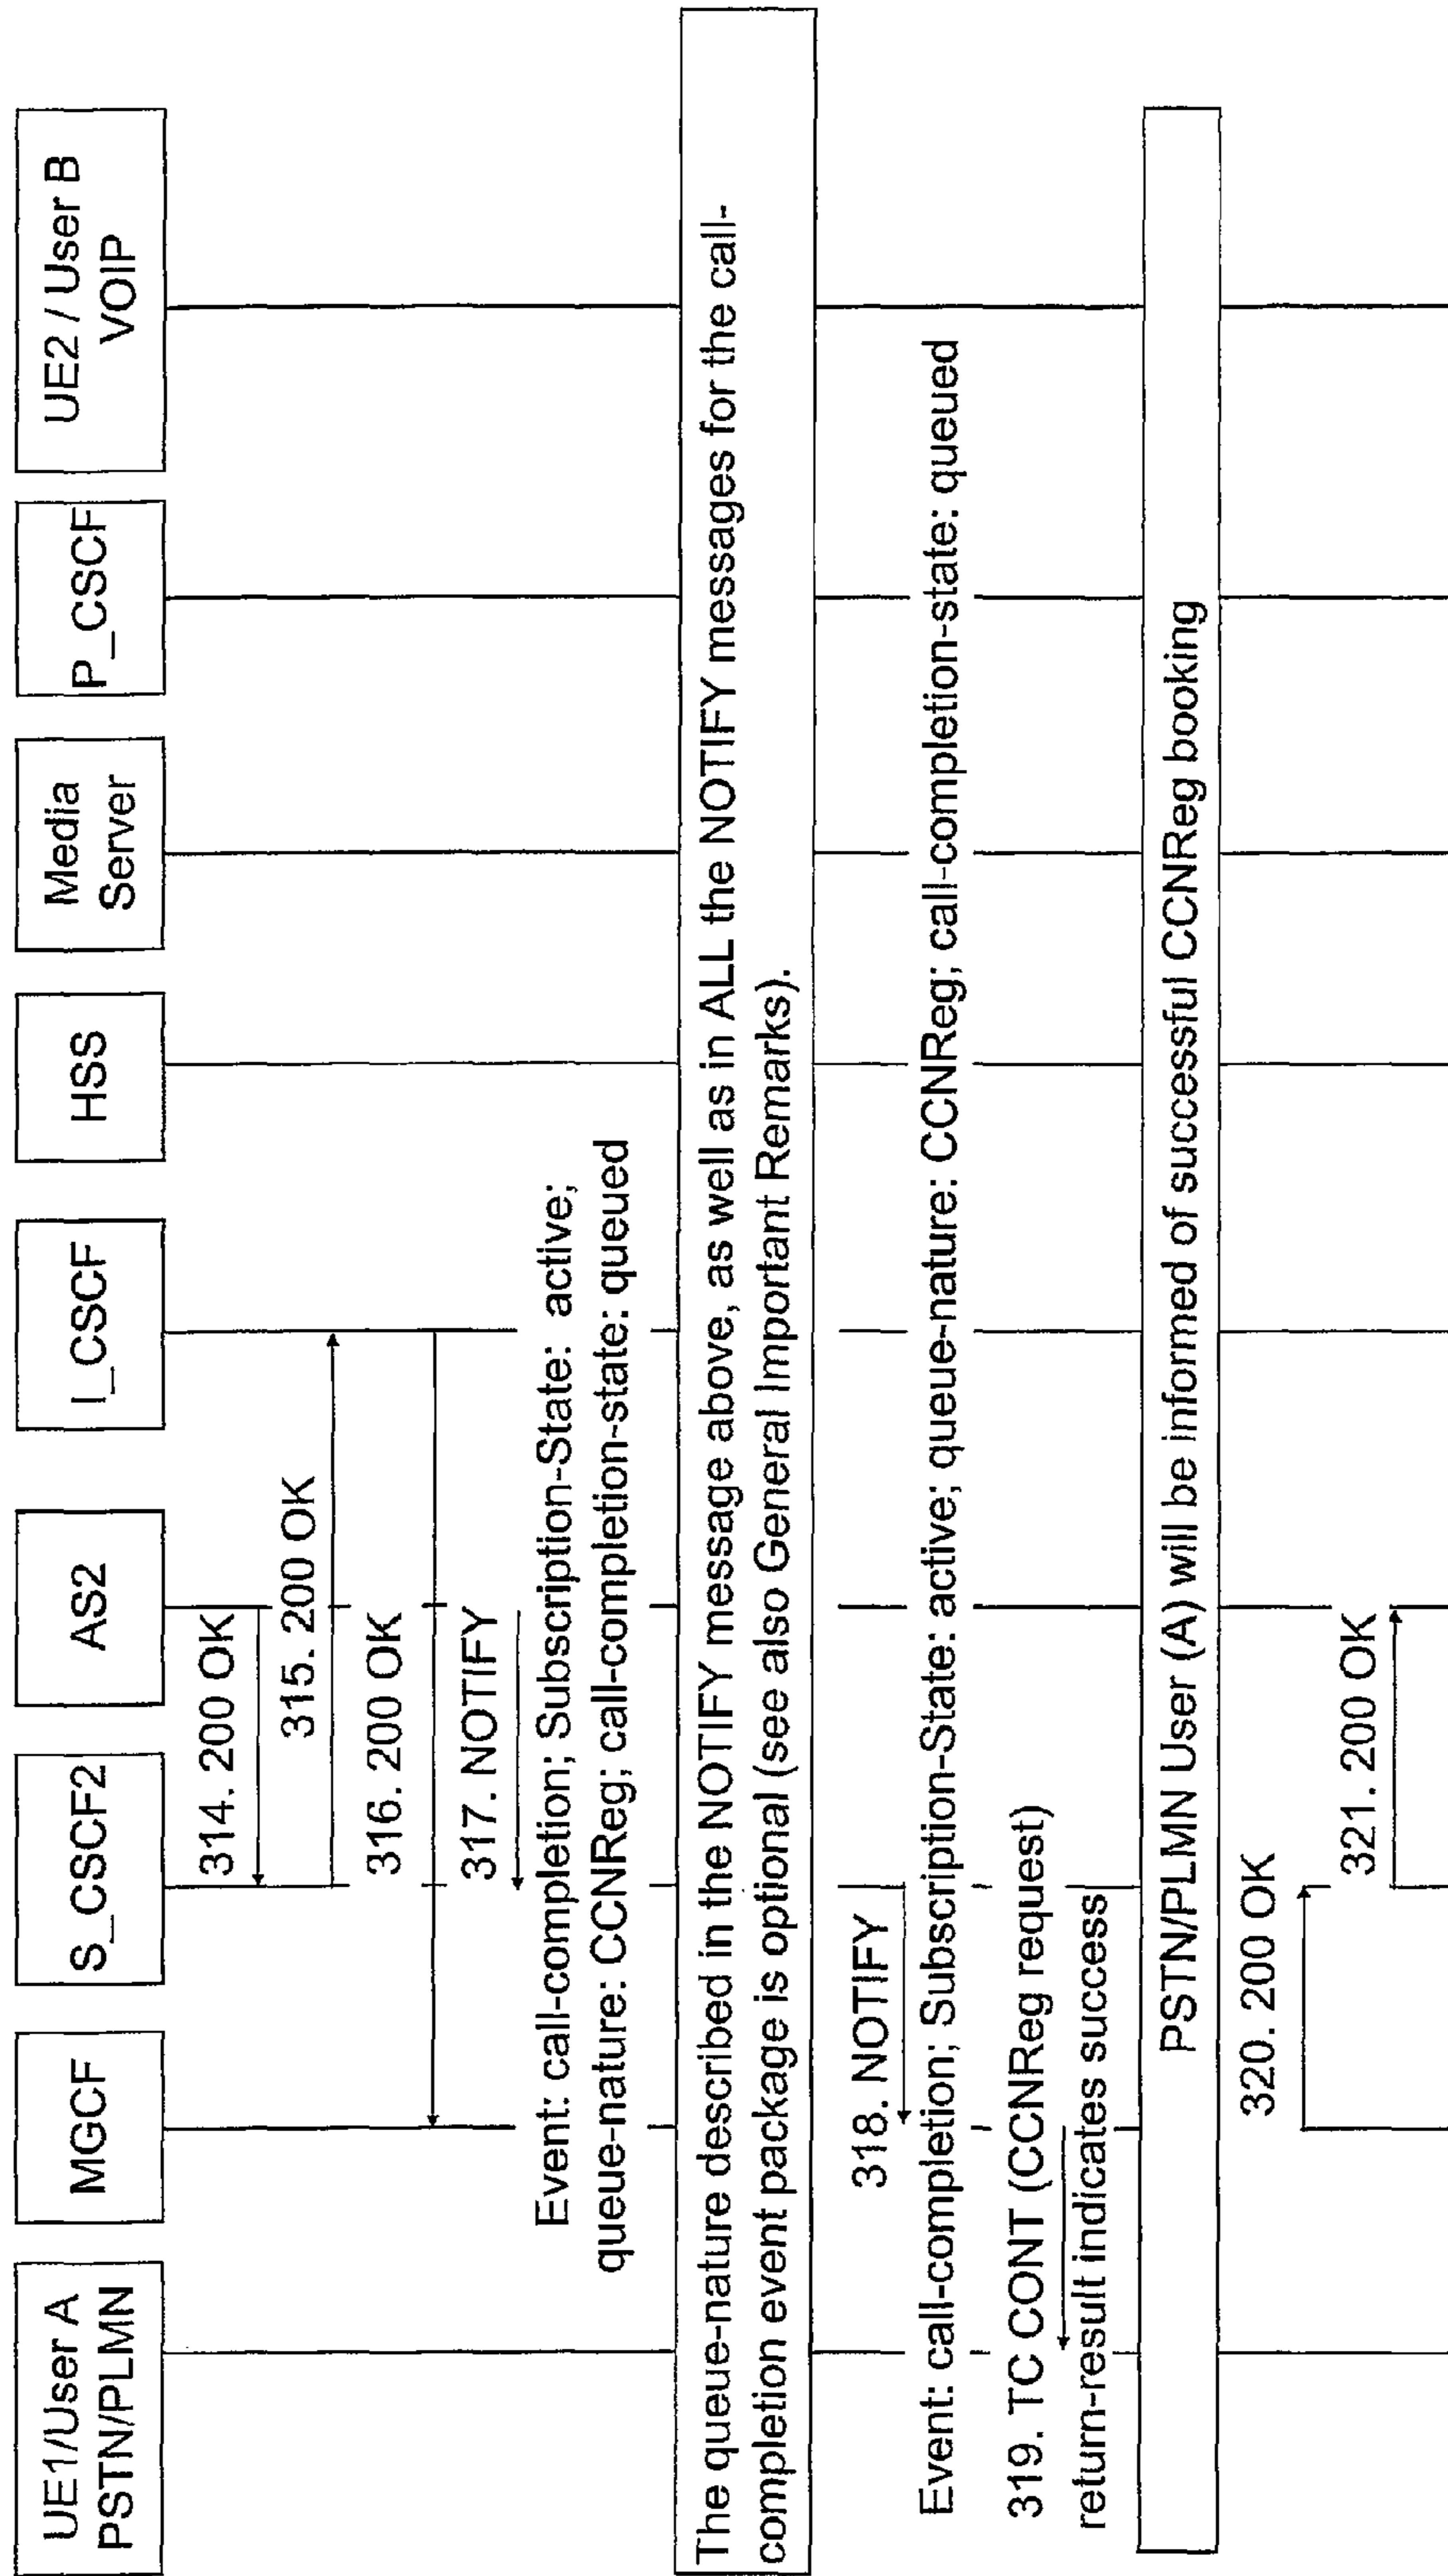 UE1/User A
PSTN/PLMN
MGCF
S_CSCF2
AS2
I_CSCF
HSS
Media
Server
P_CSCF
UE2 / User B
VOIP
314. 200 OK
315. 200 OK
316. 200 OK
317. NOTIFY
Event: call-completion; Subscription-State: active;
queue-nature: CCNReg; call-completion-state: queued
The queue-nature described in the NOTIFY message above, as well as in ALL the NOTIFY messages for the call-
completion event package is optional (see also General Important Remarks).
318. NOTIFY
Event: call-completion; Subscription-State: active; queue-nature: CCNReg; call-completion-state: queued
319. TC CONT (CCNReg request)
return-result indicates success
PSTN/PLMN User (A) will be informed of successful CCNReg booking
320. 200 OK
321. 200 OK